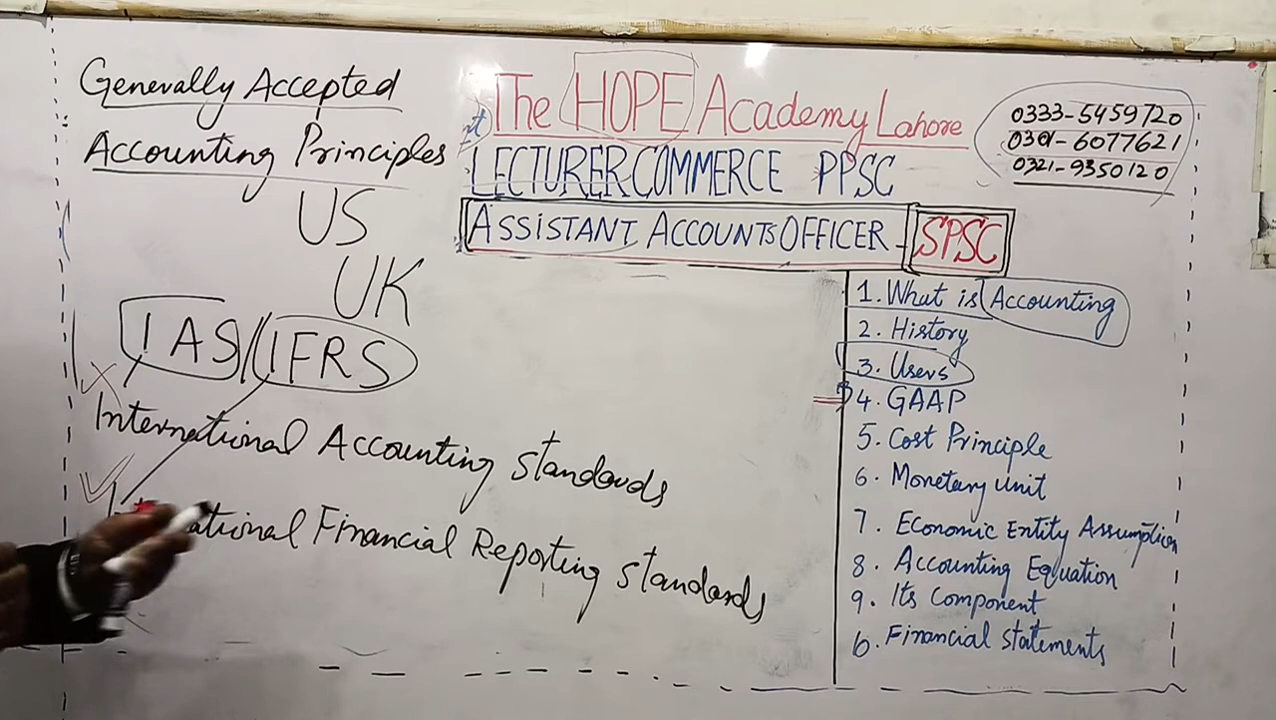 Generally Accepted
Accounting Principles
US
UK
IAS/IFRS
International Accounting Standards
ational Financial Reporting Standards
The HOPE Academy Lahore
LECTURER COMMERCE PPSC
ASSISTANT ACCOUNTS OFFICER - SPSC
0333-5459720
0301-6077621
0321-9350120
1. What is Accounting
2. History
3. Users
4. GAAP
5. Cost Principle
6. Monetary unit
7. Economic Entity Assumption
8. Accounting Equation
9. Its Component
6. Financial Statements